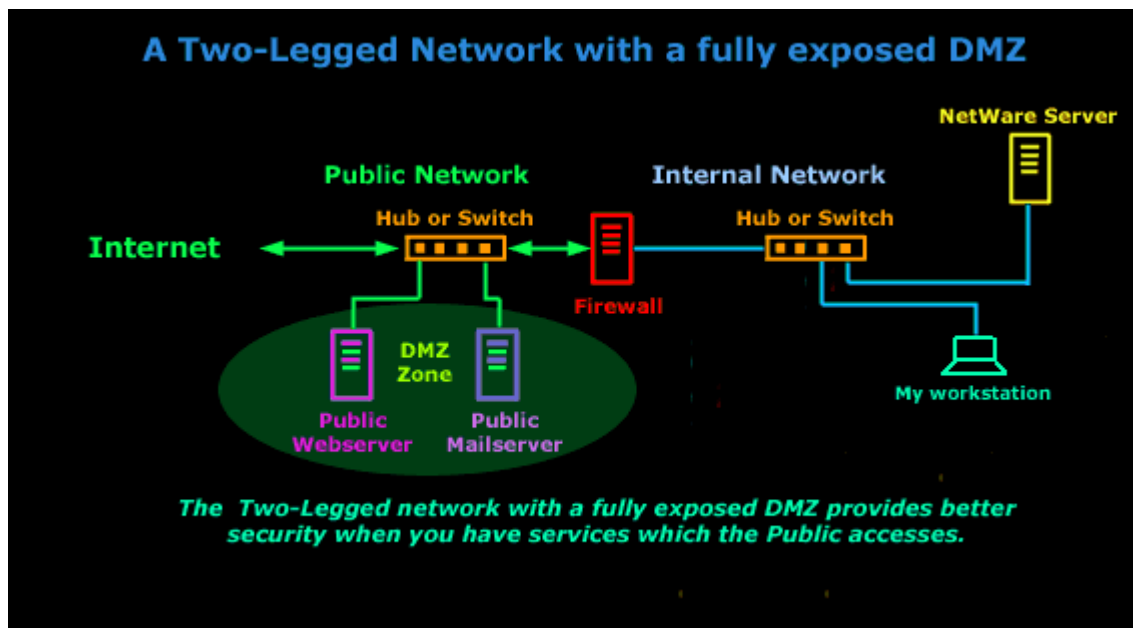 A Two-Legged Network with a fully exposed DMZ
NetWare Server
Public Network
Internal Network
Hub or Switch
Hub or Switch
Internet
Firewall
DMZ
Zone
My workstation
Public
Webserver
Public
Mailserver
The Two-Legged network with a fully exposed DMZ provides better
security when you have services which the Public accesses.